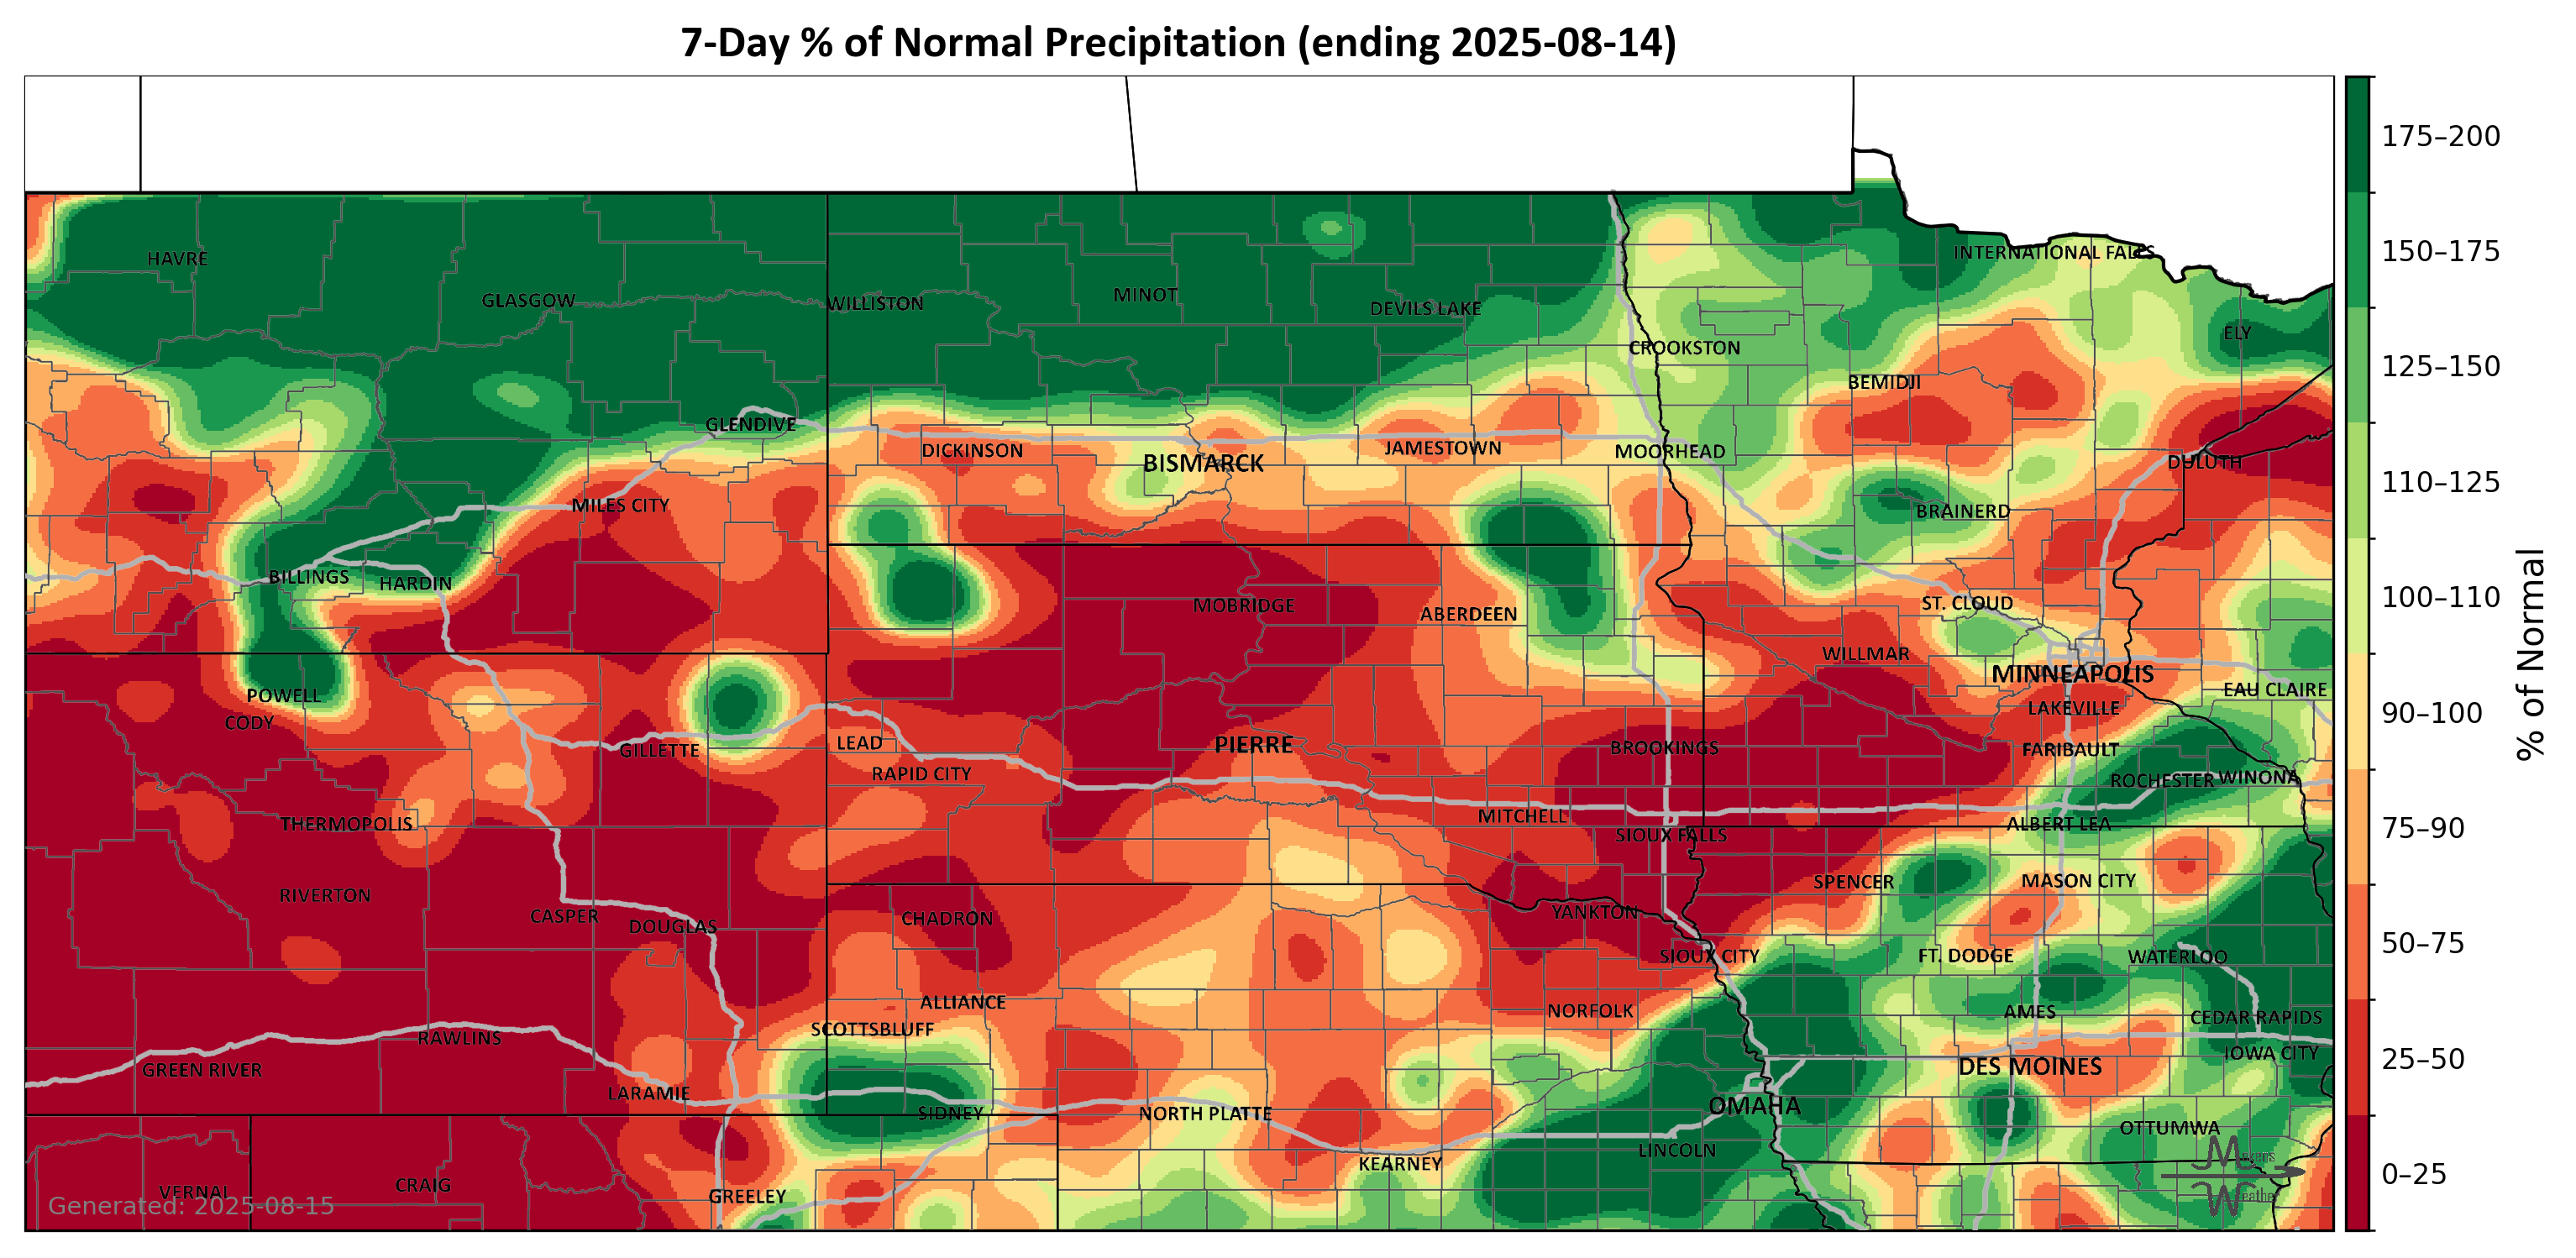 7-Day % of Normal Precipitation (ending 2025-08-14)
175–200
INTERNATIONAL FALLS
150–175
HAVRE
GLASGOW
WILLISTON
MINOT
DEVILS LAKE
ELY
CROOKSTON
125–150
BEMIDJI
GLENDIVE
DICKINSON
BISMARCK
JAMESTOWN
MOORHEAD
DULUTH
110–125
MILES CITY
BRAINERD
BILLINGS
HARDIN
100–110
MOBRIDGE
ABERDEEN
ST. CLOUD
WILLMAR
MINNEAPOLIS
EAU CLAIRE
% of Normal
POWELL
CODY
LAKEVILLE
90–100
GILLETTE
LEAD
PIERRE
BROOKINGS
FARIBAULT
RAPID CITY
ROCHESTER
WINONA
THERMOPOLIS
MITCHELL
ALBERT LEA
75–90
SIOUX FALLS
SPENCER
MASON CITY
RIVERTON
CASPER
DOUGLAS
CHADRON
YANKTON
SIOUX CITY
FT. DODGE
WATERLOO
50–75
ALLIANCE
NORFOLK
AMES
CEDAR RAPIDS
SCOTTSBLUFF
RAWLINS
IOWA CITY
GREEN RIVER
DES MOINES
25–50
LARAMIE
SIDNEY
NORTH PLATTE
OMAHA
OTTUMWA
LINCOLN
KEARNEY
0–25
VERNAL
CRAIG
GREELEY
Generated: 2025-08-15